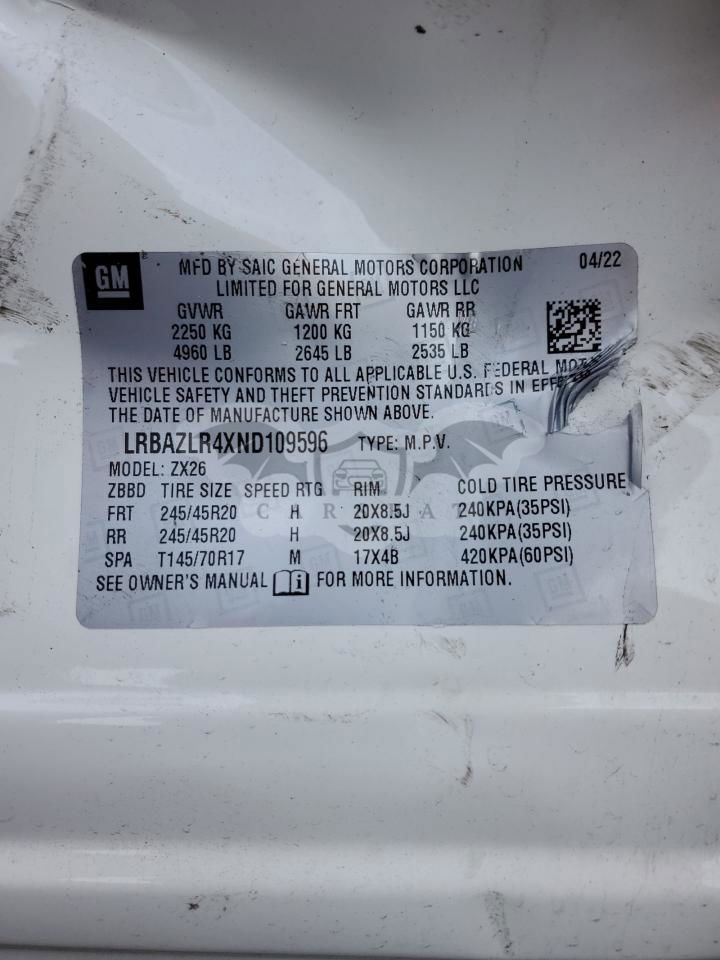 GM
MFD BY SAIC GENERAL MOTORS CORPORATION 04/22
LIMITED FOR GENERAL MOTORS LLC
GVWR GAWR FRT GAWR RR
2250 KG 1200 KG 1150 KG
4960 LB 2645 LB 2535 LB
THIS VEHICLE CONFORMS TO ALL APPLICABLE U.S. FEDERAL
VEHICLE SAFETY AND THEFT PREVENTION STANDARDS IN
THE DATE OF MANUFACTURE SHOWN ABOVE.
LRBAZLR4XND109596 TYPE: M.P.V.
MODEL: ZX26
ZBBD TIRE SIZE SPEED RTG RIM COLD TIRE PRESSURE
FRT 245/45R20 H 20X8.5J 240KPA(35PSI)
RR 245/45R20 H 20X8.5J 240KPA(35PSI)
SPA T145/70R17 M 17X4B 420KPA(60PSI)
SEE OWNER'S MANUAL i FOR MORE INFORMATION.